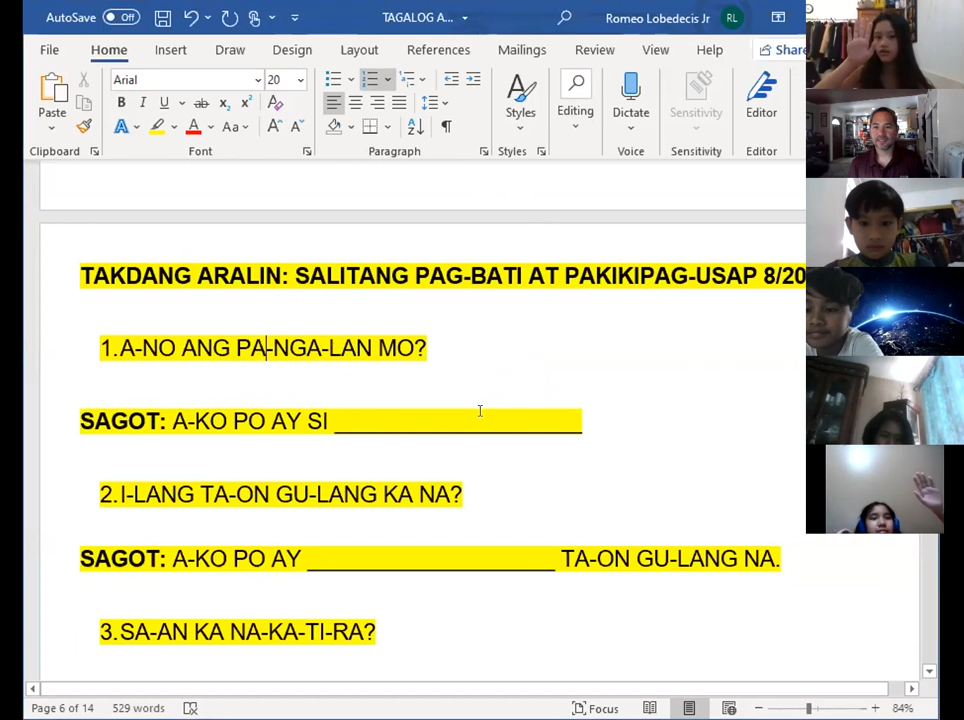 AutoSave Off TAGALOG A... Romeo Lobedecis Jr RL
File Home Insert Draw Design Layout References Mailings Review View Help Share
Arial 20
Paste Styles Editing Dictate Sensitivity Editor
Clipboard Font Paragraph Styles Voice Sensitivity Editor
TAKDANG ARALIN: SALITANG PAG-BATI AT PAKIKIPAG-USAP 8/20
1.A-NO ANG PA-NGA-LAN MO?
SAGOT: A-KO PO AY SI ____________________
2.I-LANG TA-ON GU-LANG KA NA?
SAGOT: A-KO PO AY ____________________ TA-ON GU-LANG NA.
3.SA-AN KA NA-KA-TI-RA?
Page 6 of 14 529 words Focus 84%